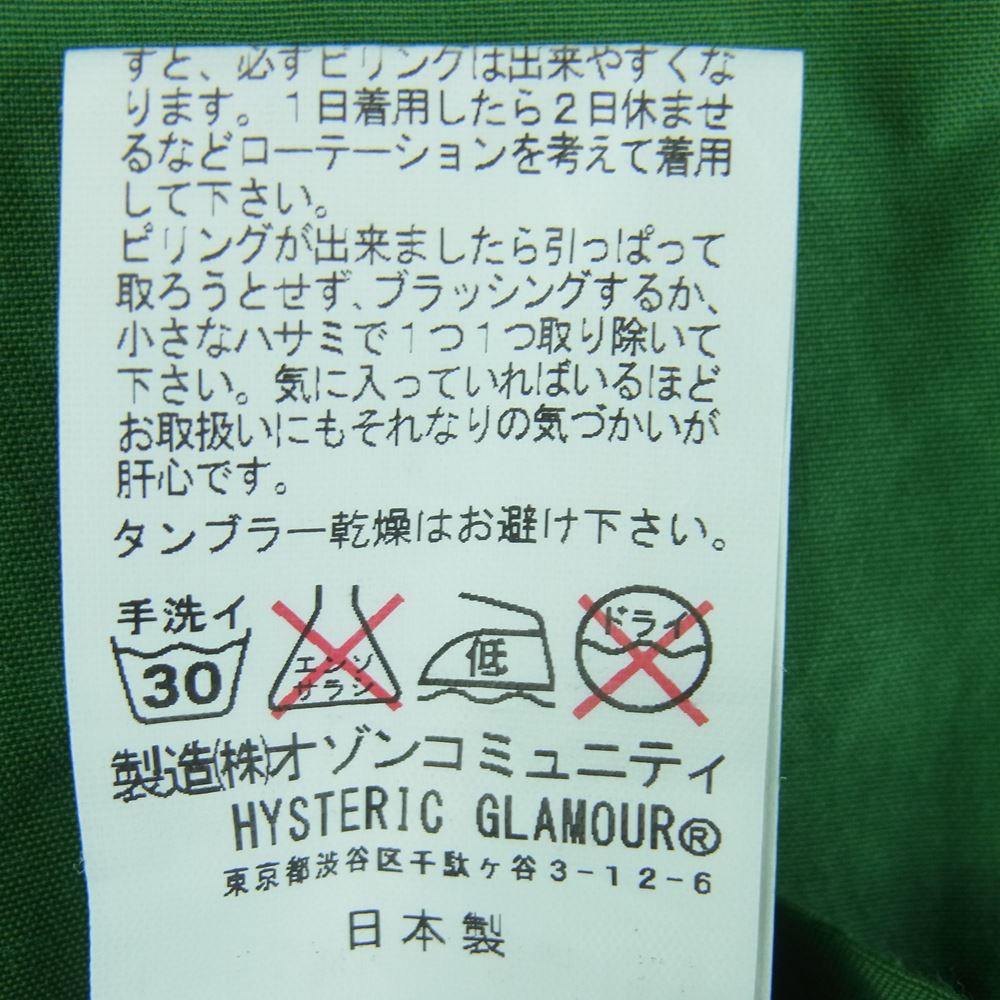 すと、必ずピリングは出来やすくな
ります。1日着用したら2日休ませ
るなどローテーションを考えて着用
して下さい。
ピリングが出来ましたら引っぱって
取ろうとせず、ブラッシングするか、
小さなハサミで1つ1つ取り除いて
下さい。気に入っていればいるほど
お取扱いにもそれなりの気づかいが
肝心です。
タンブラー乾燥はお避け下さい。
手洗イ
30
エンソ
サラシ
低
ドライ
製造(株)オゾンコミュニティ
HYSTERIC GLAMOUR®
東京都渋谷区千駄ヶ谷3-12-6
日本製